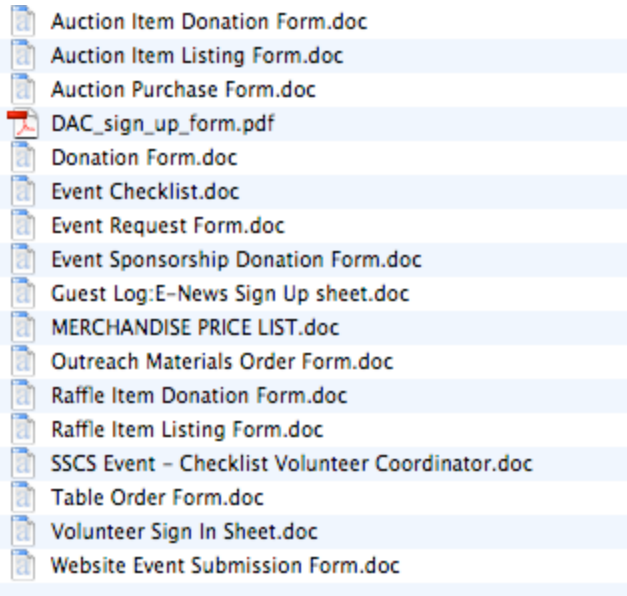 Auction Item Donation Form.doc
Auction Item Listing Form.doc
Auction Purchase Form.doc
DAC_sign_up_form.pdf
Donation Form.doc
Event Checklist.doc
Event Request Form.doc
Event Sponsorship Donation Form.doc
Guest Log:E-News Sign Up sheet.doc
MERCHANDISE PRICE LIST.doc
Outreach Materials Order Form.doc
Raffle Item Donation Form.doc
Raffle Item Listing Form.doc
SSCS Event – Checklist Volunteer Coordinator.doc
Table Order Form.doc
Volunteer Sign In Sheet.doc
Website Event Submission Form.doc